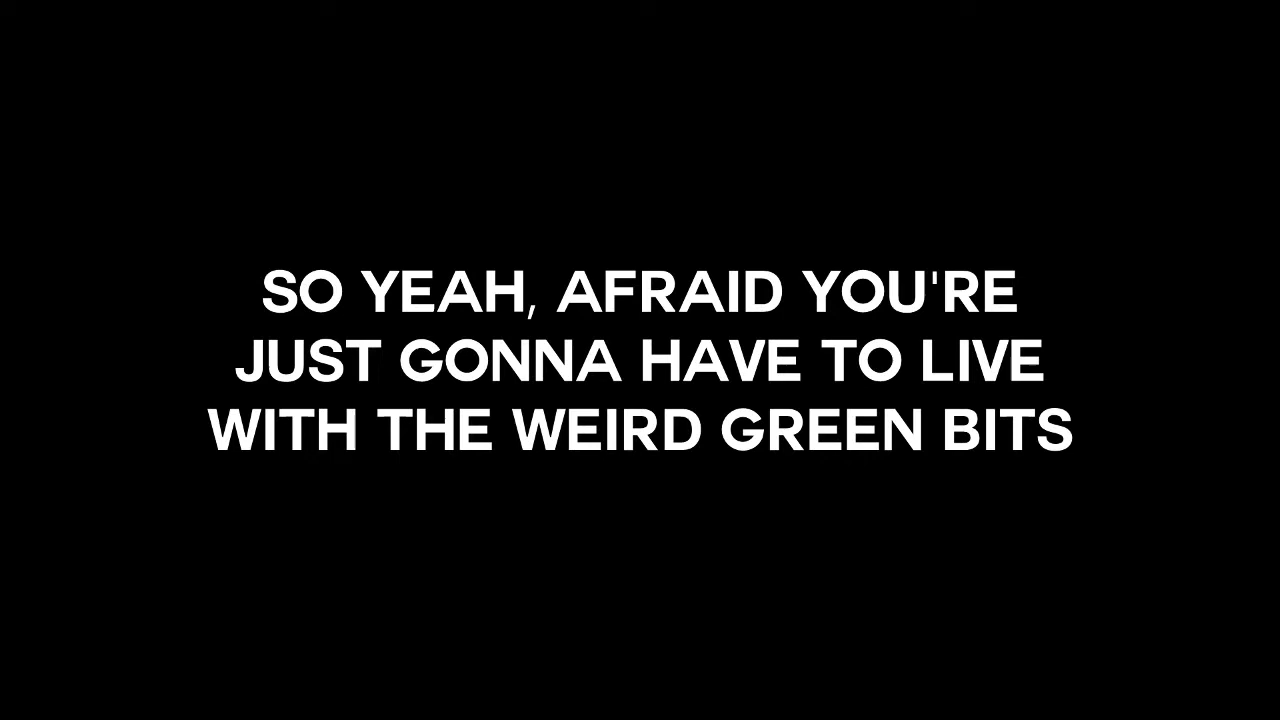 SO YEAH, AFRAID YOU'RE
JUST GONNA HAVE TO LIVE
WITH THE WEIRD GREEN BITS